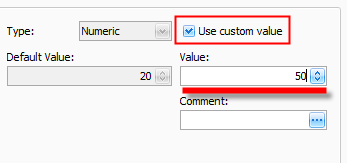 Type: Numeric Use custom value
Default Value: Value:
20 50
Comment:
...